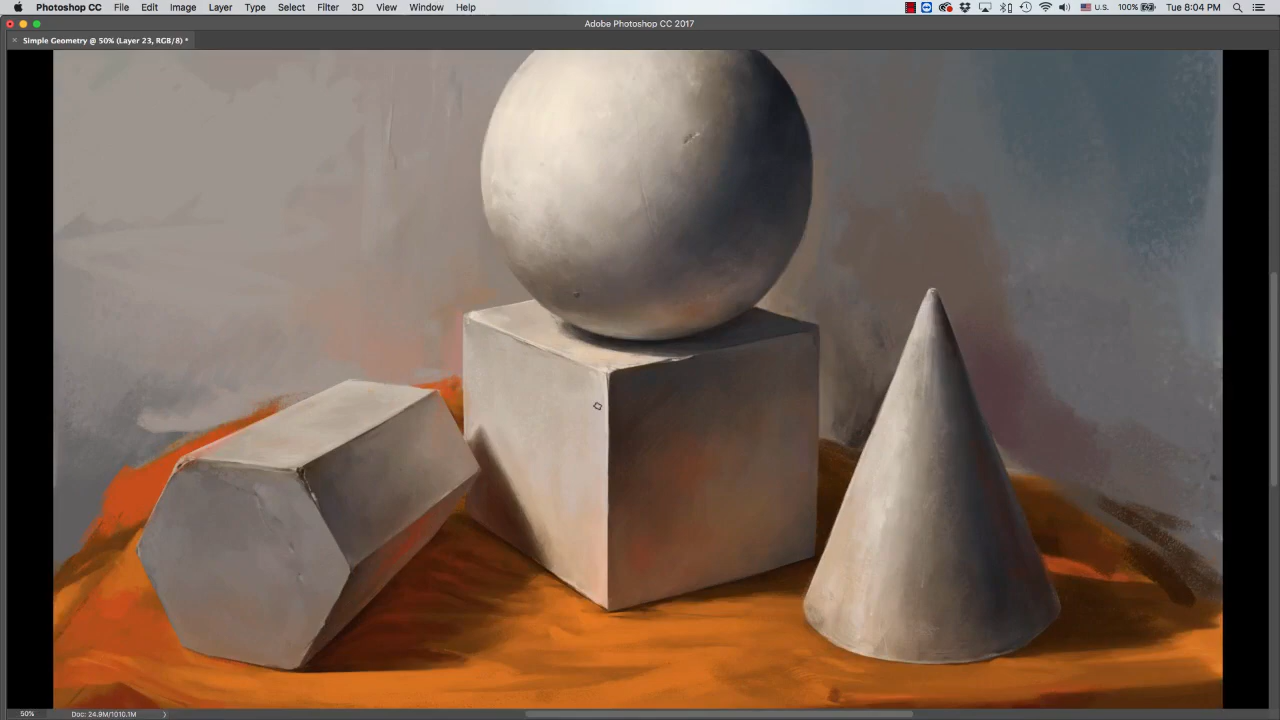 Photoshop CC File Edit Image Layer Type Select Filter 3D View Window Help U.S. 100% Tue 8:04 PM
Adobe Photoshop CC 2017
Simple Geometry @ 50% (Layer 23, RGB/8) *
50% Doc: 24.9M/1010.1M